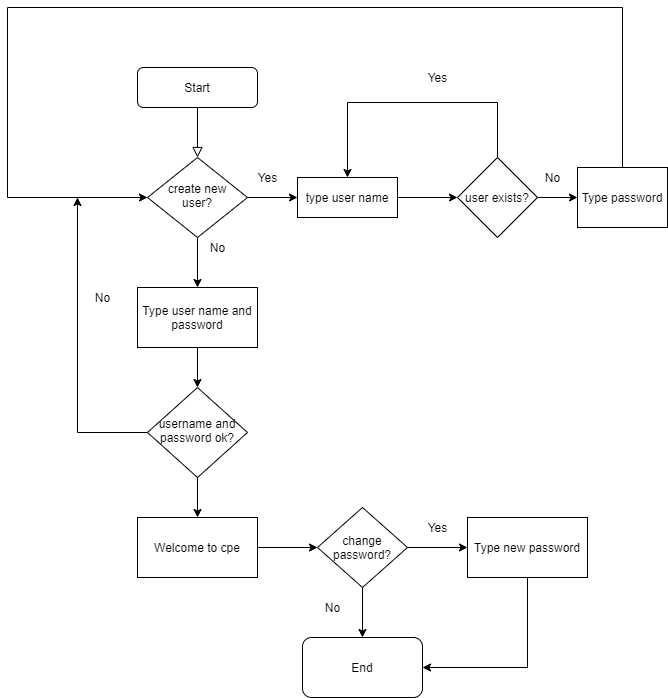 Yes
Start
create new
user?
Yes
type user name
user exists?
No
Type password
No
Type user name and
password
No
username and
password ok?
Welcome to cpe
change
password?
Yes
Type new password
No
End